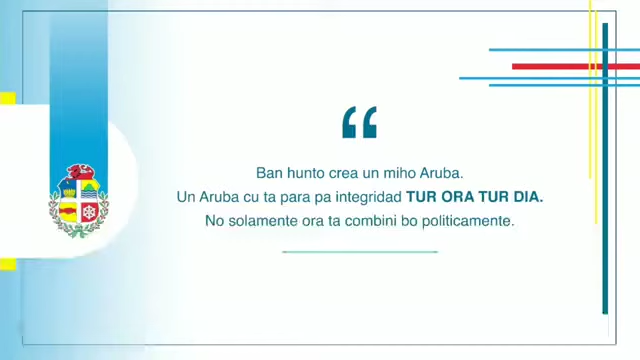 “
Ban hunto crea un miho Aruba.
Un Aruba cu ta para pa integridad TUR ORA TUR DIA.
No solamente ora ta combini bo politicamente.